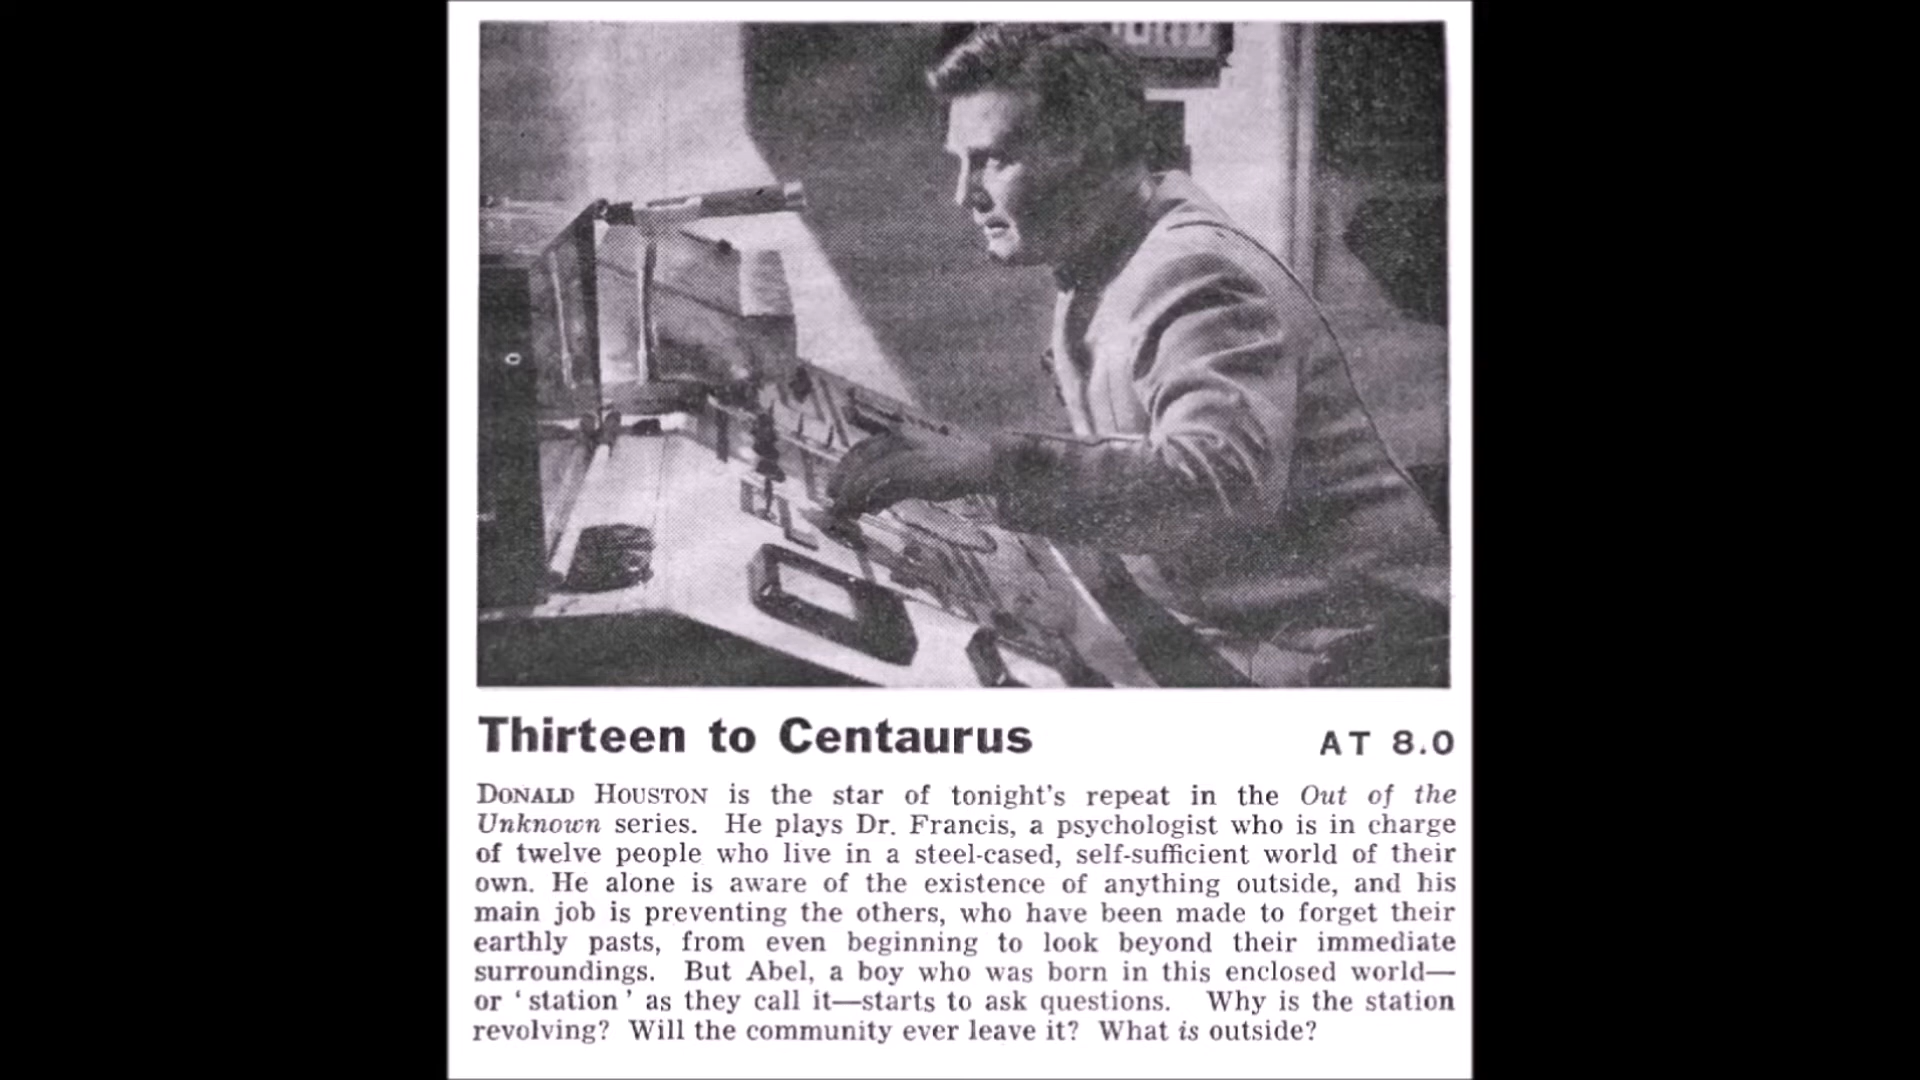 Thirteen to Centaurus
AT 8.0
DONALD HOUSTON is the star of tonight's repeat in the Out of the
Unknown series. He plays Dr. Francis, a psychologist who is in charge
of twelve people who live in a steel-cased, self-sufficient world of their
own. He alone is aware of the existence of anything outside, and his
main job is preventing the others, who have been made to forget their
earthly pasts, from even beginning to look beyond their immediate
surroundings. But Abel, a boy who was born in this enclosed world—
or ‘station’ as they call it—starts to ask questions. Why is the station
revolving? Will the community ever leave it? What is outside?